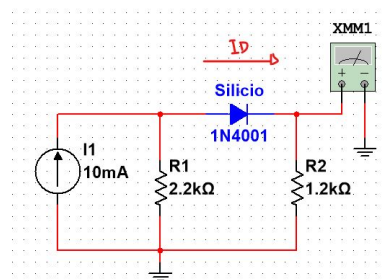 XMM1
ID
+ −
Silicio
1N4001
I1
10mA
R1
2.2kΩ
R2
1.2kΩ